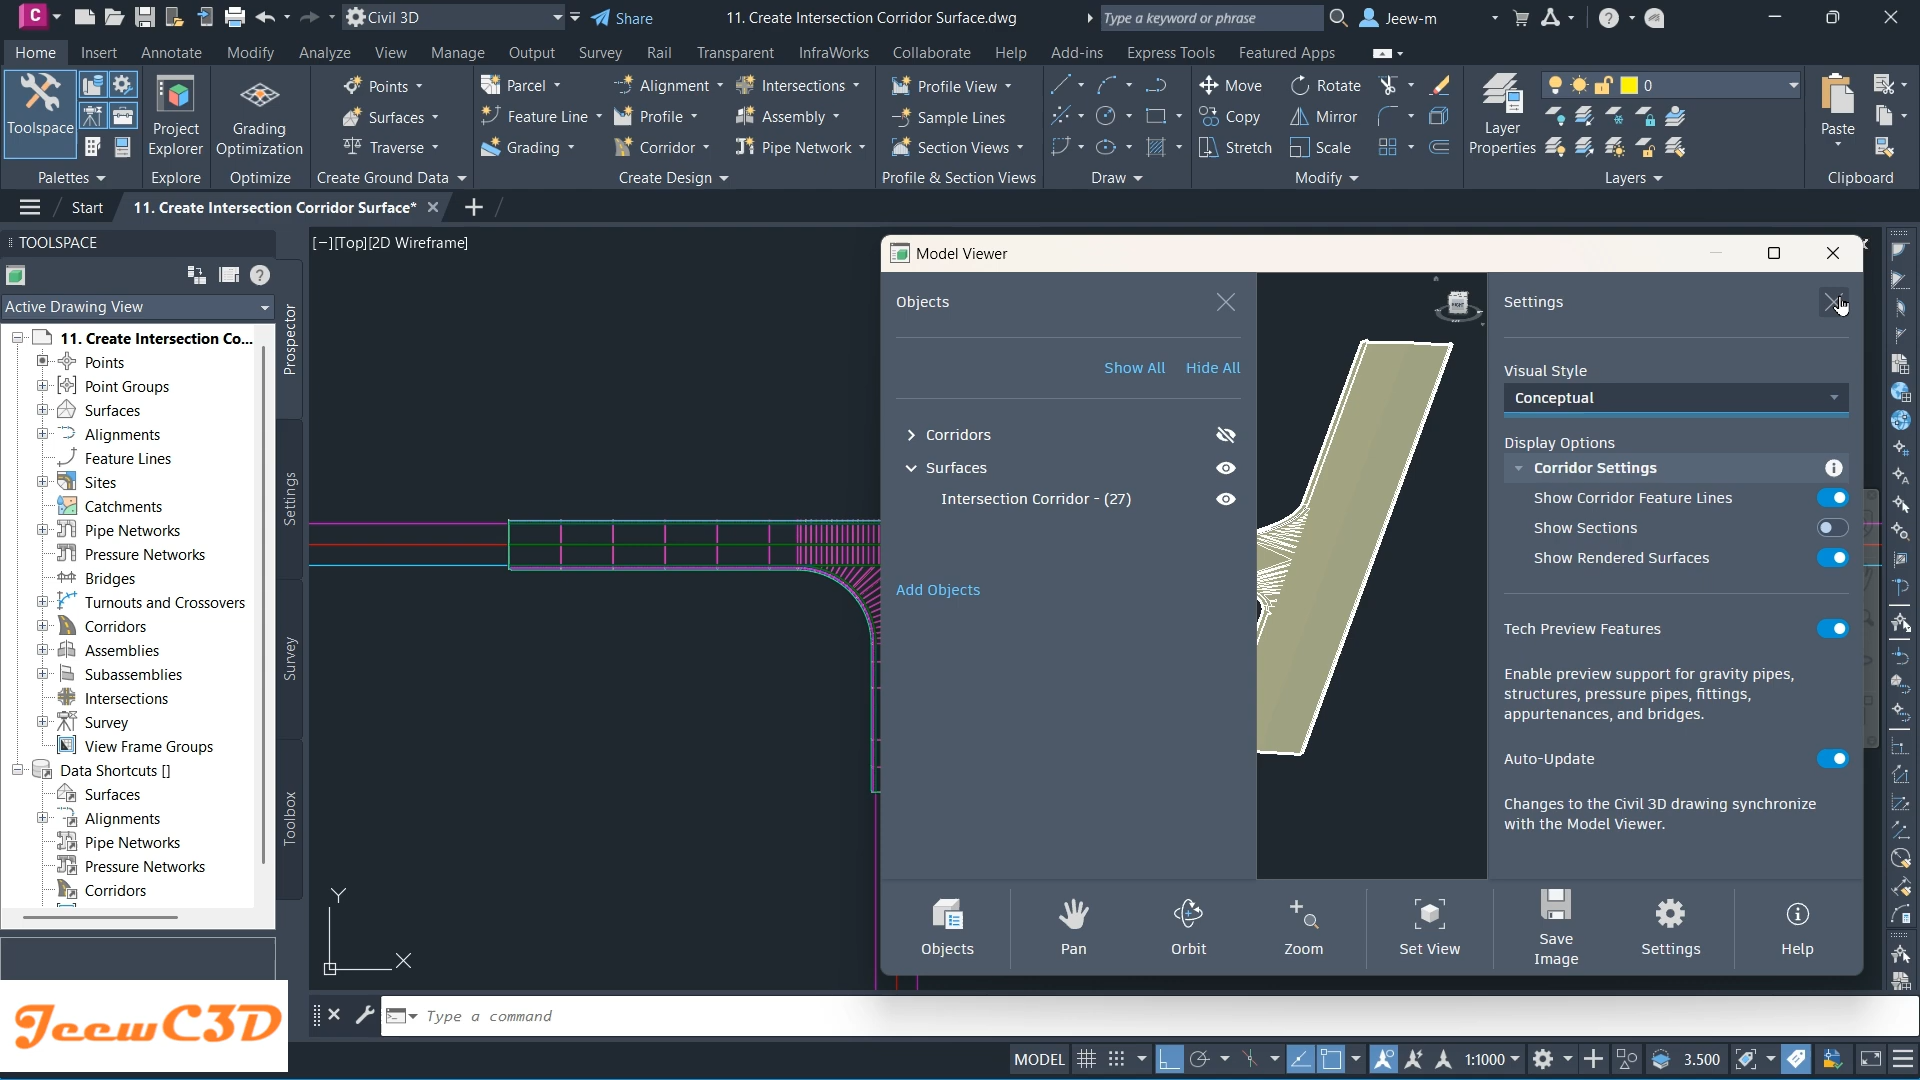 C
Civil 3D
Share
11. Create Intersection Corridor Surface.dwg
Type a keyword or phrase
Jeew-m
Home Insert Annotate Modify Analyze View Manage Output Survey Rail Transparent InfraWorks Collaborate Help Add-ins Express Tools Featured Apps
Toolspace
Palettes
Project
Explorer
Explore
Grading
Optimization
Optimize
Points
Surfaces
Traverse
Create Ground Data
Parcel
Feature Line
Grading
Alignment
Profile
Corridor
Intersections
Assembly
Pipe Network
Create Design
Profile View
Sample Lines
Section Views
Profile & Section Views
Draw
Move
Copy
Stretch
Rotate
Mirror
Scale
Modify
Layer
Properties
0
Layers
Paste
Clipboard
Start
11. Create Intersection Corridor Surface*
TOOLSPACE
Active Drawing View
11. Create Intersection Co...
Points
Point Groups
Surfaces
Alignments
Feature Lines
Sites
Catchments
Pipe Networks
Pressure Networks
Bridges
Turnouts and Crossovers
Corridors
Assemblies
Subassemblies
Intersections
Survey
View Frame Groups
Data Shortcuts []
Surfaces
Alignments
Pipe Networks
Pressure Networks
Corridors
Prospector
Settings
Survey
Toolbox
[−][Top][2D Wireframe]
Y
X
Model Viewer
Objects
Show All Hide All
Corridors
Surfaces
Intersection Corridor - (27)
Add Objects
RIGHT
Settings
Visual Style
Conceptual
Display Options
Corridor Settings
Show Corridor Feature Lines
Show Sections
Show Rendered Surfaces
Tech Preview Features
Enable preview support for gravity pipes,
structures, pressure pipes, fittings,
appurtenances, and bridges.
Auto-Update
Changes to the Civil 3D drawing synchronize
with the Model Viewer.
Objects
Pan
Orbit
Zoom
Set View
Save
Image
Settings
Help
Type a command
JeewC3D
MODEL
1:1000
3.500